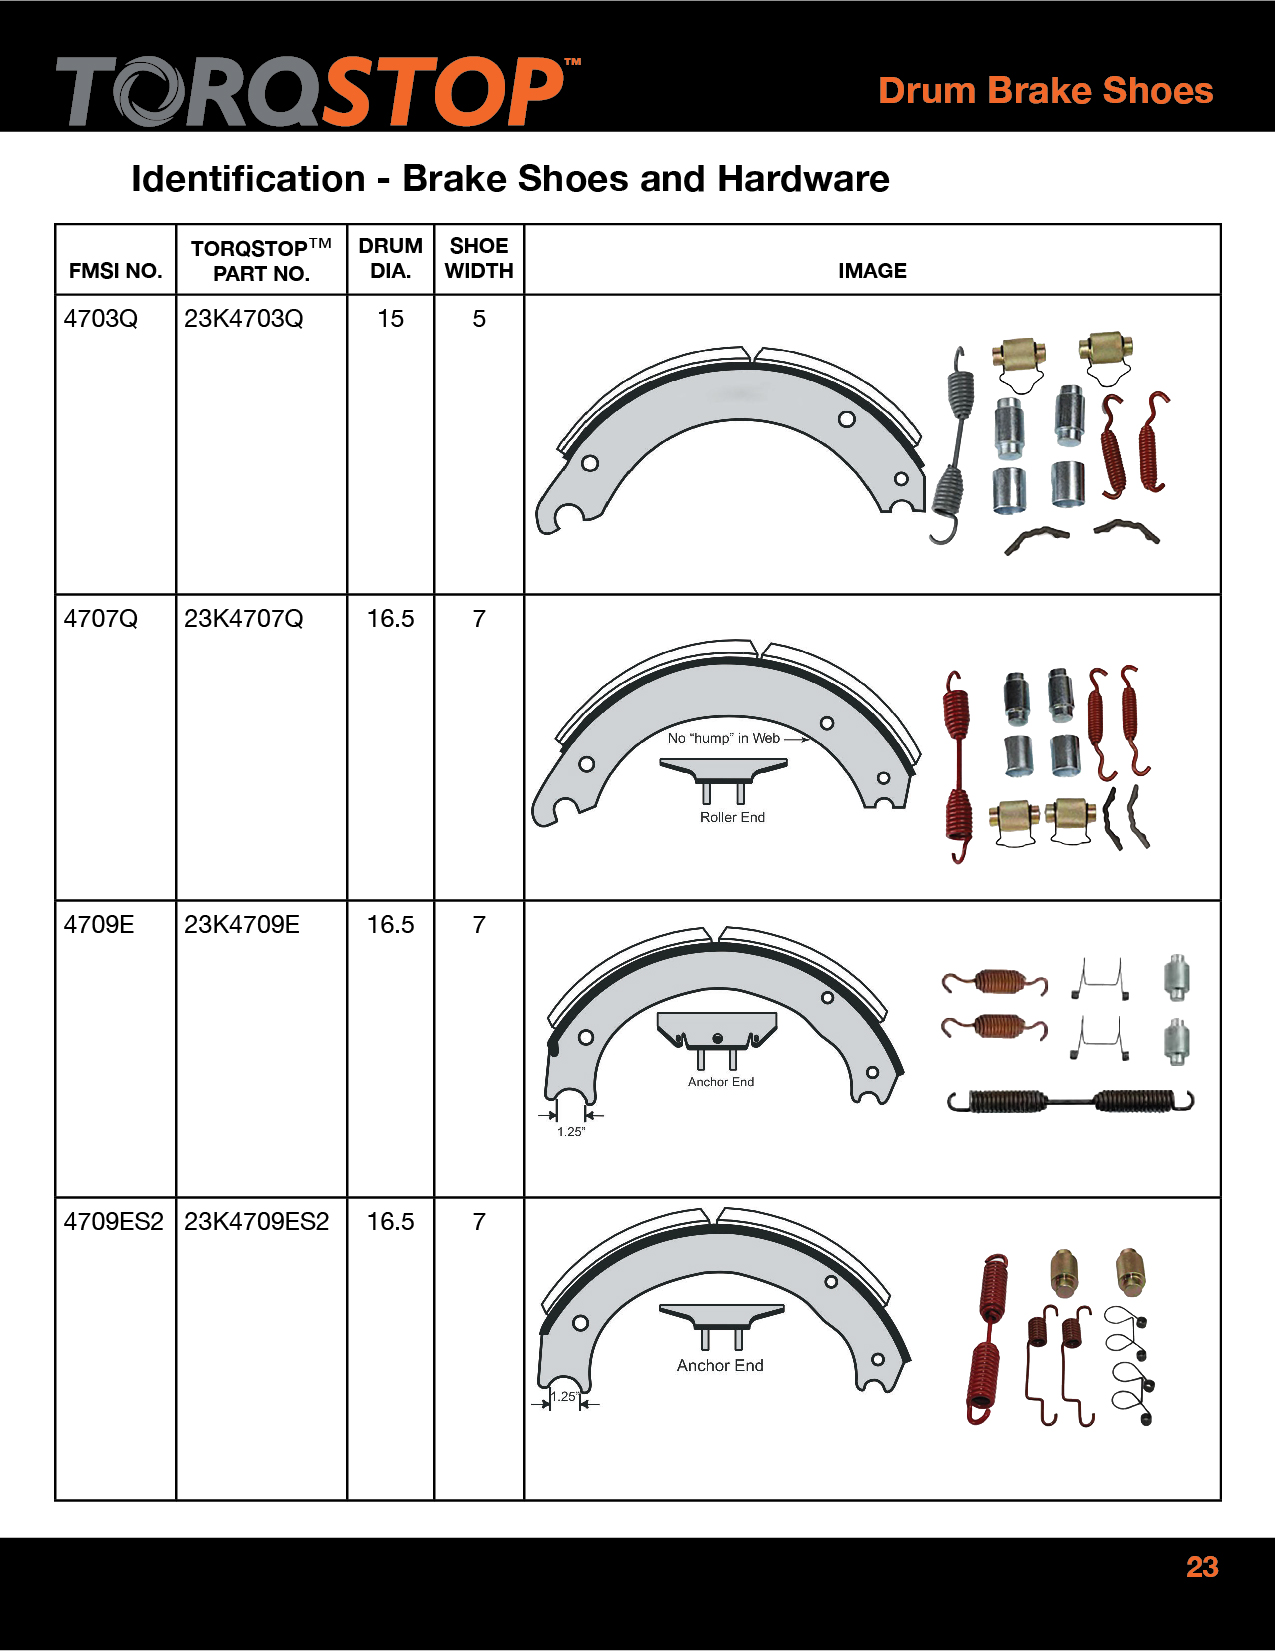 TORQSTOP™
Drum Brake Shoes
Identification - Brake Shoes and Hardware
FMSI NO.
TORQSTOP™
PART NO.
DRUM
DIA.
SHOE
WIDTH
IMAGE
4703Q 23K4703Q 15 5
4707Q 23K4707Q 16.5 7
No “hump” in Web
Roller End
4709E 23K4709E 16.5 7
Anchor End
1.25”
4709ES2 23K4709ES2 16.5 7
Anchor End
1.25”
23